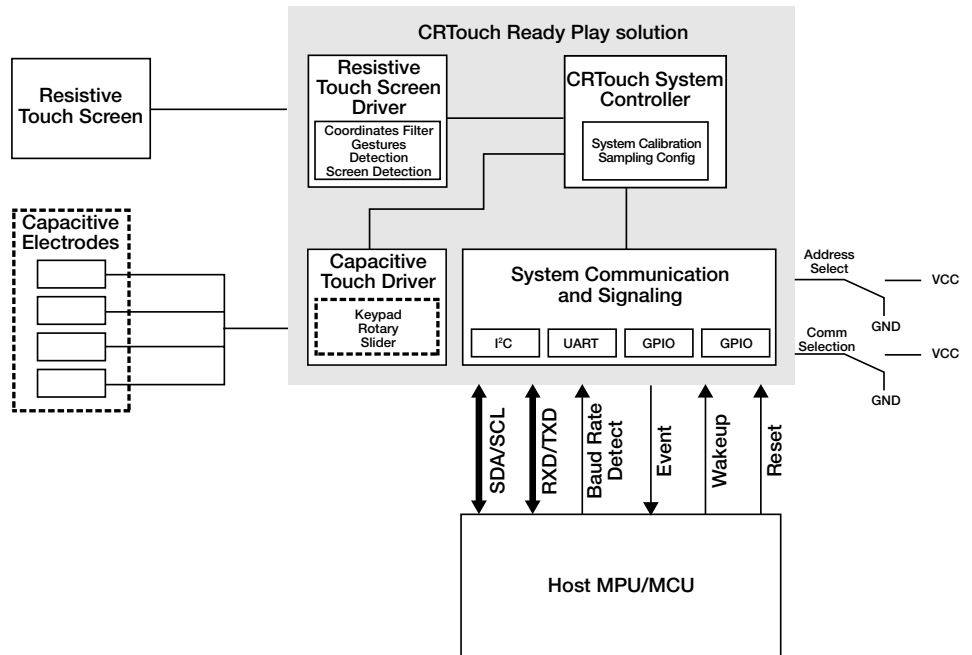 CRTouch Ready Play solution
Resistive
Touch Screen
Resistive
Touch Screen
Driver
Coordinates Filter
Gestures
Detection
Screen Detection
CRTouch System
Controller
System Calibration
Sampling Config
Capacitive
Electrodes
Capacitive
Touch Driver
Keypad
Rotary
Slider
System Communication
and Signaling
I²C
UART
GPIO
GPIO
Address
Select
VCC
GND
Comm
Selection
VCC
GND
SDA/SCL
RXD/TXD
Baud Rate
Detect
Event
Wakeup
Reset
Host MPU/MCU